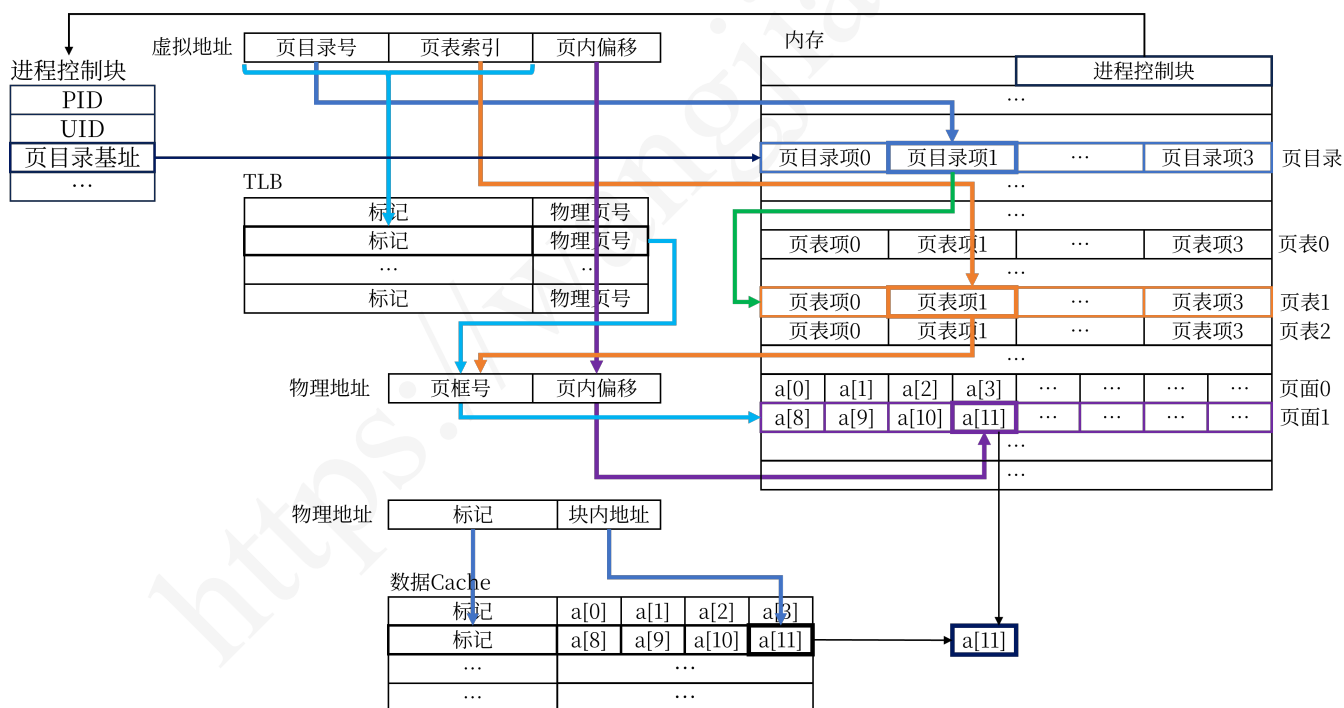 虚拟地址 页目录号 页表索引 页内偏移
内存
进程控制块
进程控制块
PID
…
UID
页目录基址
页目录项0 页目录项1 … 页目录项3 页目录
…
…
TLB
标记 物理页号
…
标记 物理页号
页表项0 页表项1 … 页表项3 页表0
… …
…
标记 物理页号
页表项0 页表项1 … 页表项3 页表1
页表项0 页表项1 … 页表项3 页表2
…
物理地址 页框号 页内偏移
a[0] a[1] a[2] a[3] … … … … 页面0
a[8] a[9] a[10] a[11] … … … … 页面1
…
…
物理地址 标记 块内地址
数据Cache
标记 a[0] a[1] a[2] a[3]
标记 a[8] a[9] a[10] a[11]
a[11]
… …
… …
https://wangjia